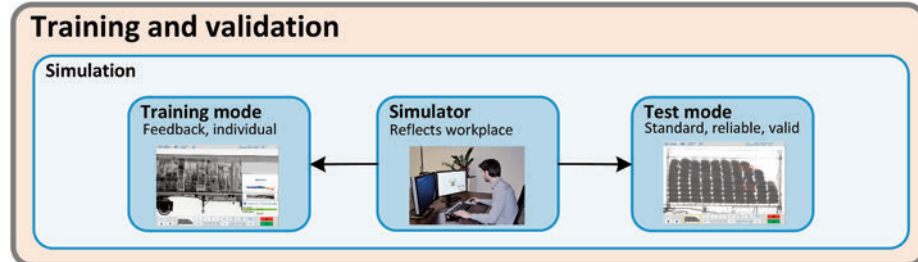 Training and validation
Simulation
Training mode
Feedback, individual
Simulator
Reflects workplace
Test mode
Standard, reliable, valid